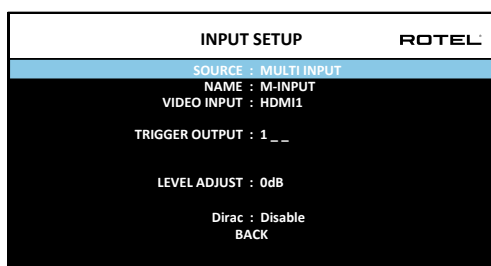 INPUT SETUP
ROTEL
SOURCE : MULTI INPUT
NAME : M-INPUT
VIDEO INPUT : HDMI1
TRIGGER OUTPUT : 1 _ _
LEVEL ADJUST : 0dB
Dirac : Disable
BACK